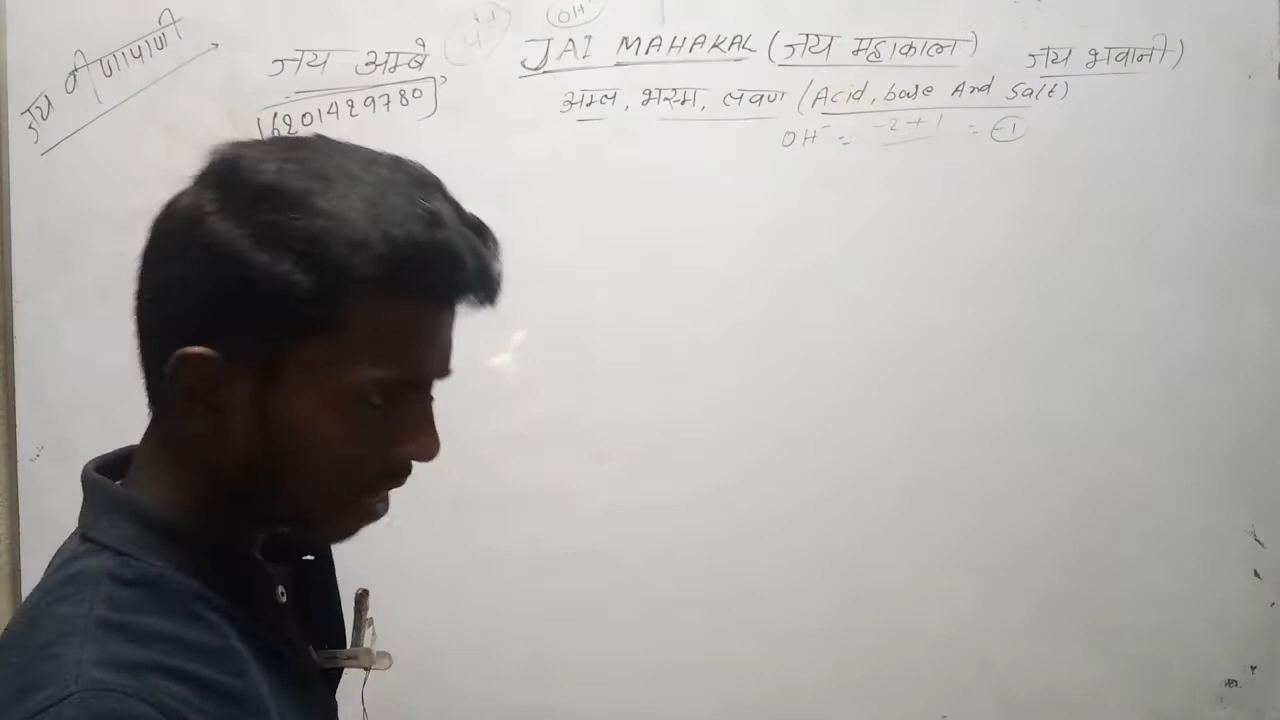 जय वीणापाणी
जय अम्बे
(6201429780)
H+
OH-
JAI MAHAKAL (जय महाकाल) जय भवानी)
अम्ल, भस्म, लवण (Acid, base And Salt)
OH- = -2+1 = -1